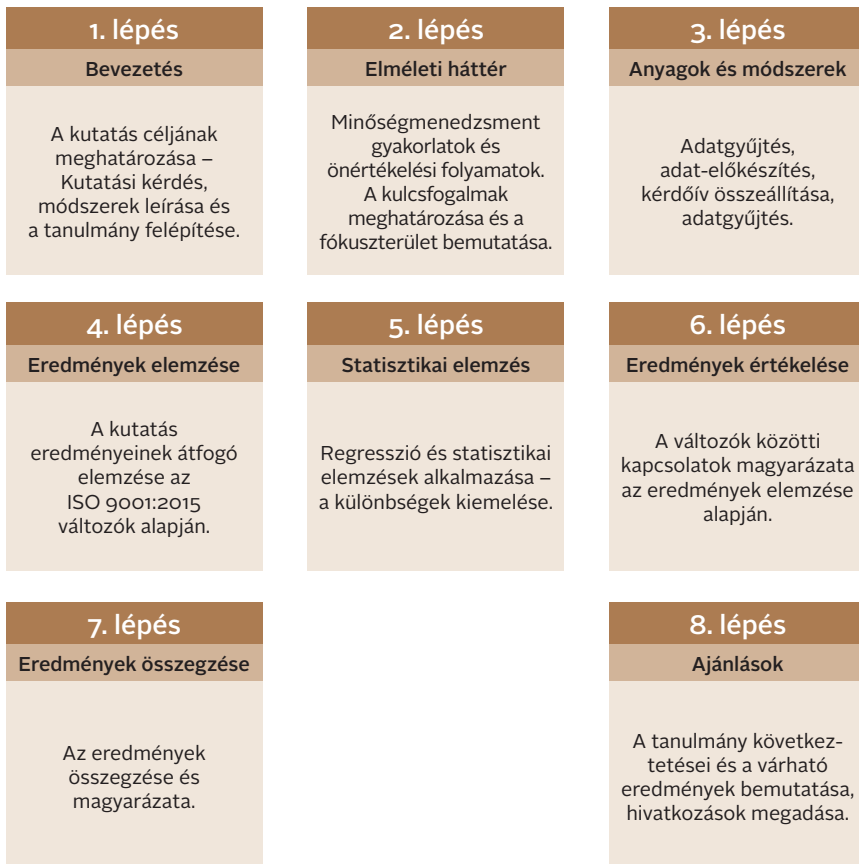 1. lépés
Bevezetés
A kutatás céljának
meghatározása –
Kutatási kérdés,
módszerek leírása és
a tanulmány felépítése.
2. lépés
Elméleti háttér
Minőségmenedzsment
gyakorlatok és
önértékelési folyamatok.
A kulcsfogalmak
meghatározása és a
fókuszterület bemutatása.
3. lépés
Anyagok és módszerek
Adatgyűjtés,
adat-előkészítés,
kérdőív összeállítása,
adatgyűjtés.
4. lépés
Eredmények elemzése
A kutatás
eredményeinek átfogó
elemzése az
ISO 9001:2015
változók alapján.
5. lépés
Statisztikai elemzés
Regresszió és statisztikai
elemzések alkalmazása –
a különbségek kiemelése.
6. lépés
Eredmények értékelése
A változók közötti
kapcsolatok magyarázata
az eredmények elemzése
alapján.
7. lépés
Eredmények összegzése
Az eredmények
összegzése és
magyarázata.
8. lépés
Ajánlások
A tanulmány következ-
tetései és a várható
eredmények bemutatása,
hivatkozások megadása.